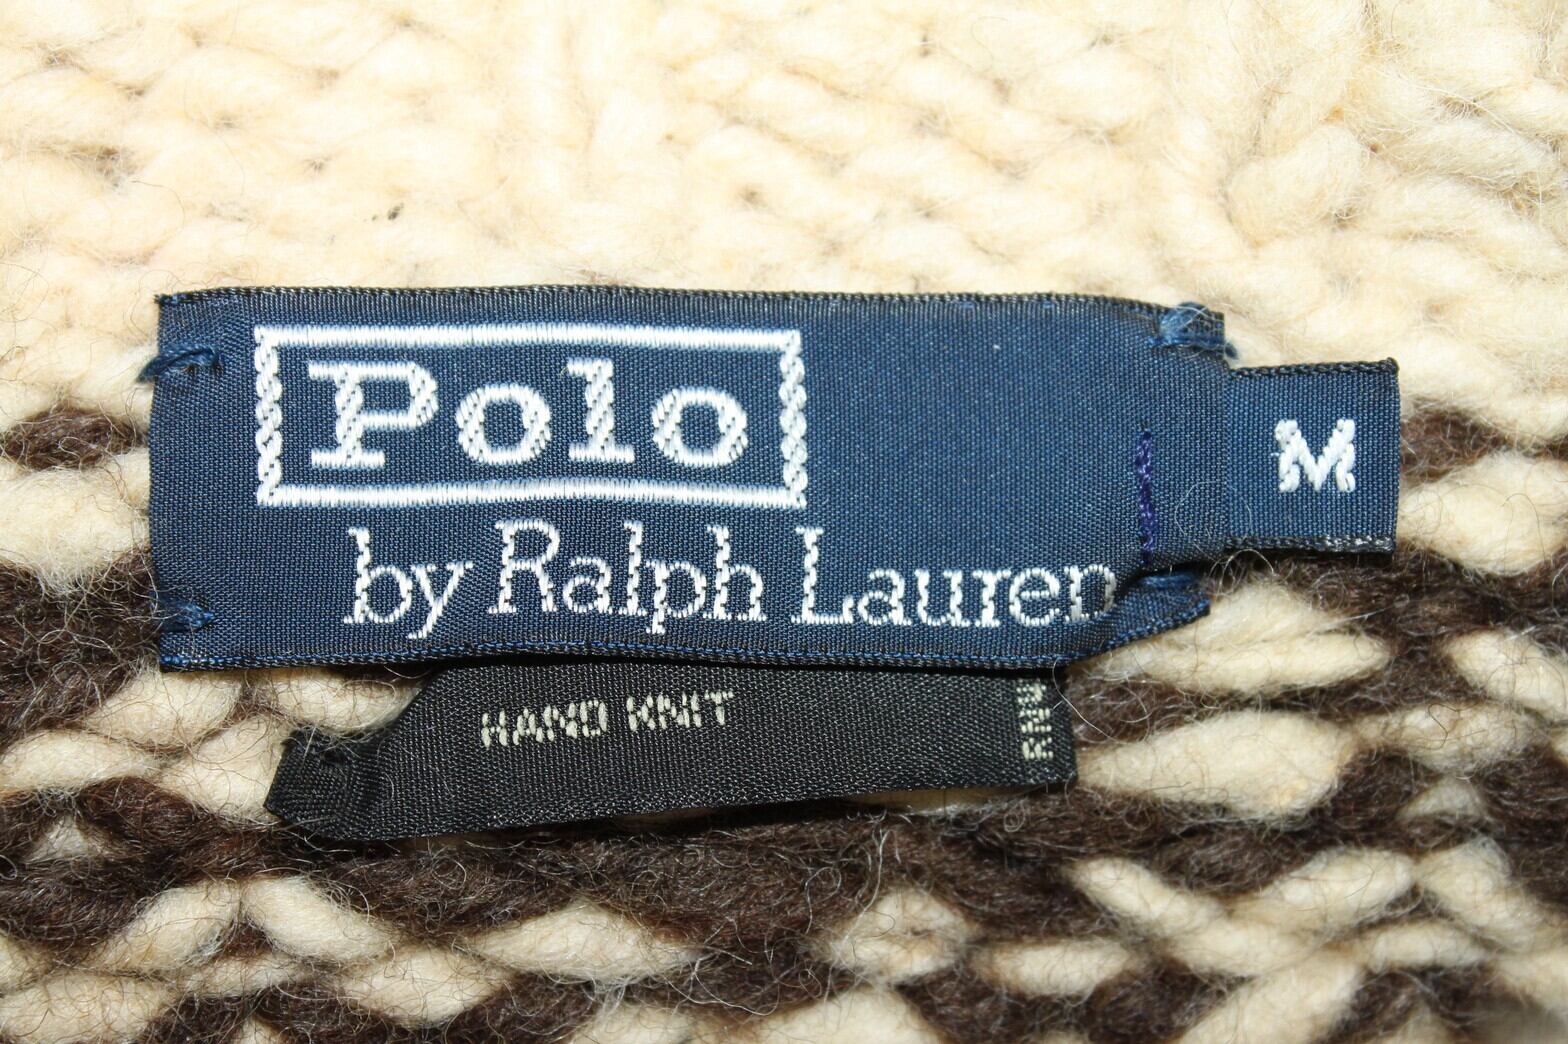 Polo
by Ralph Lauren
M
HAND KNIT